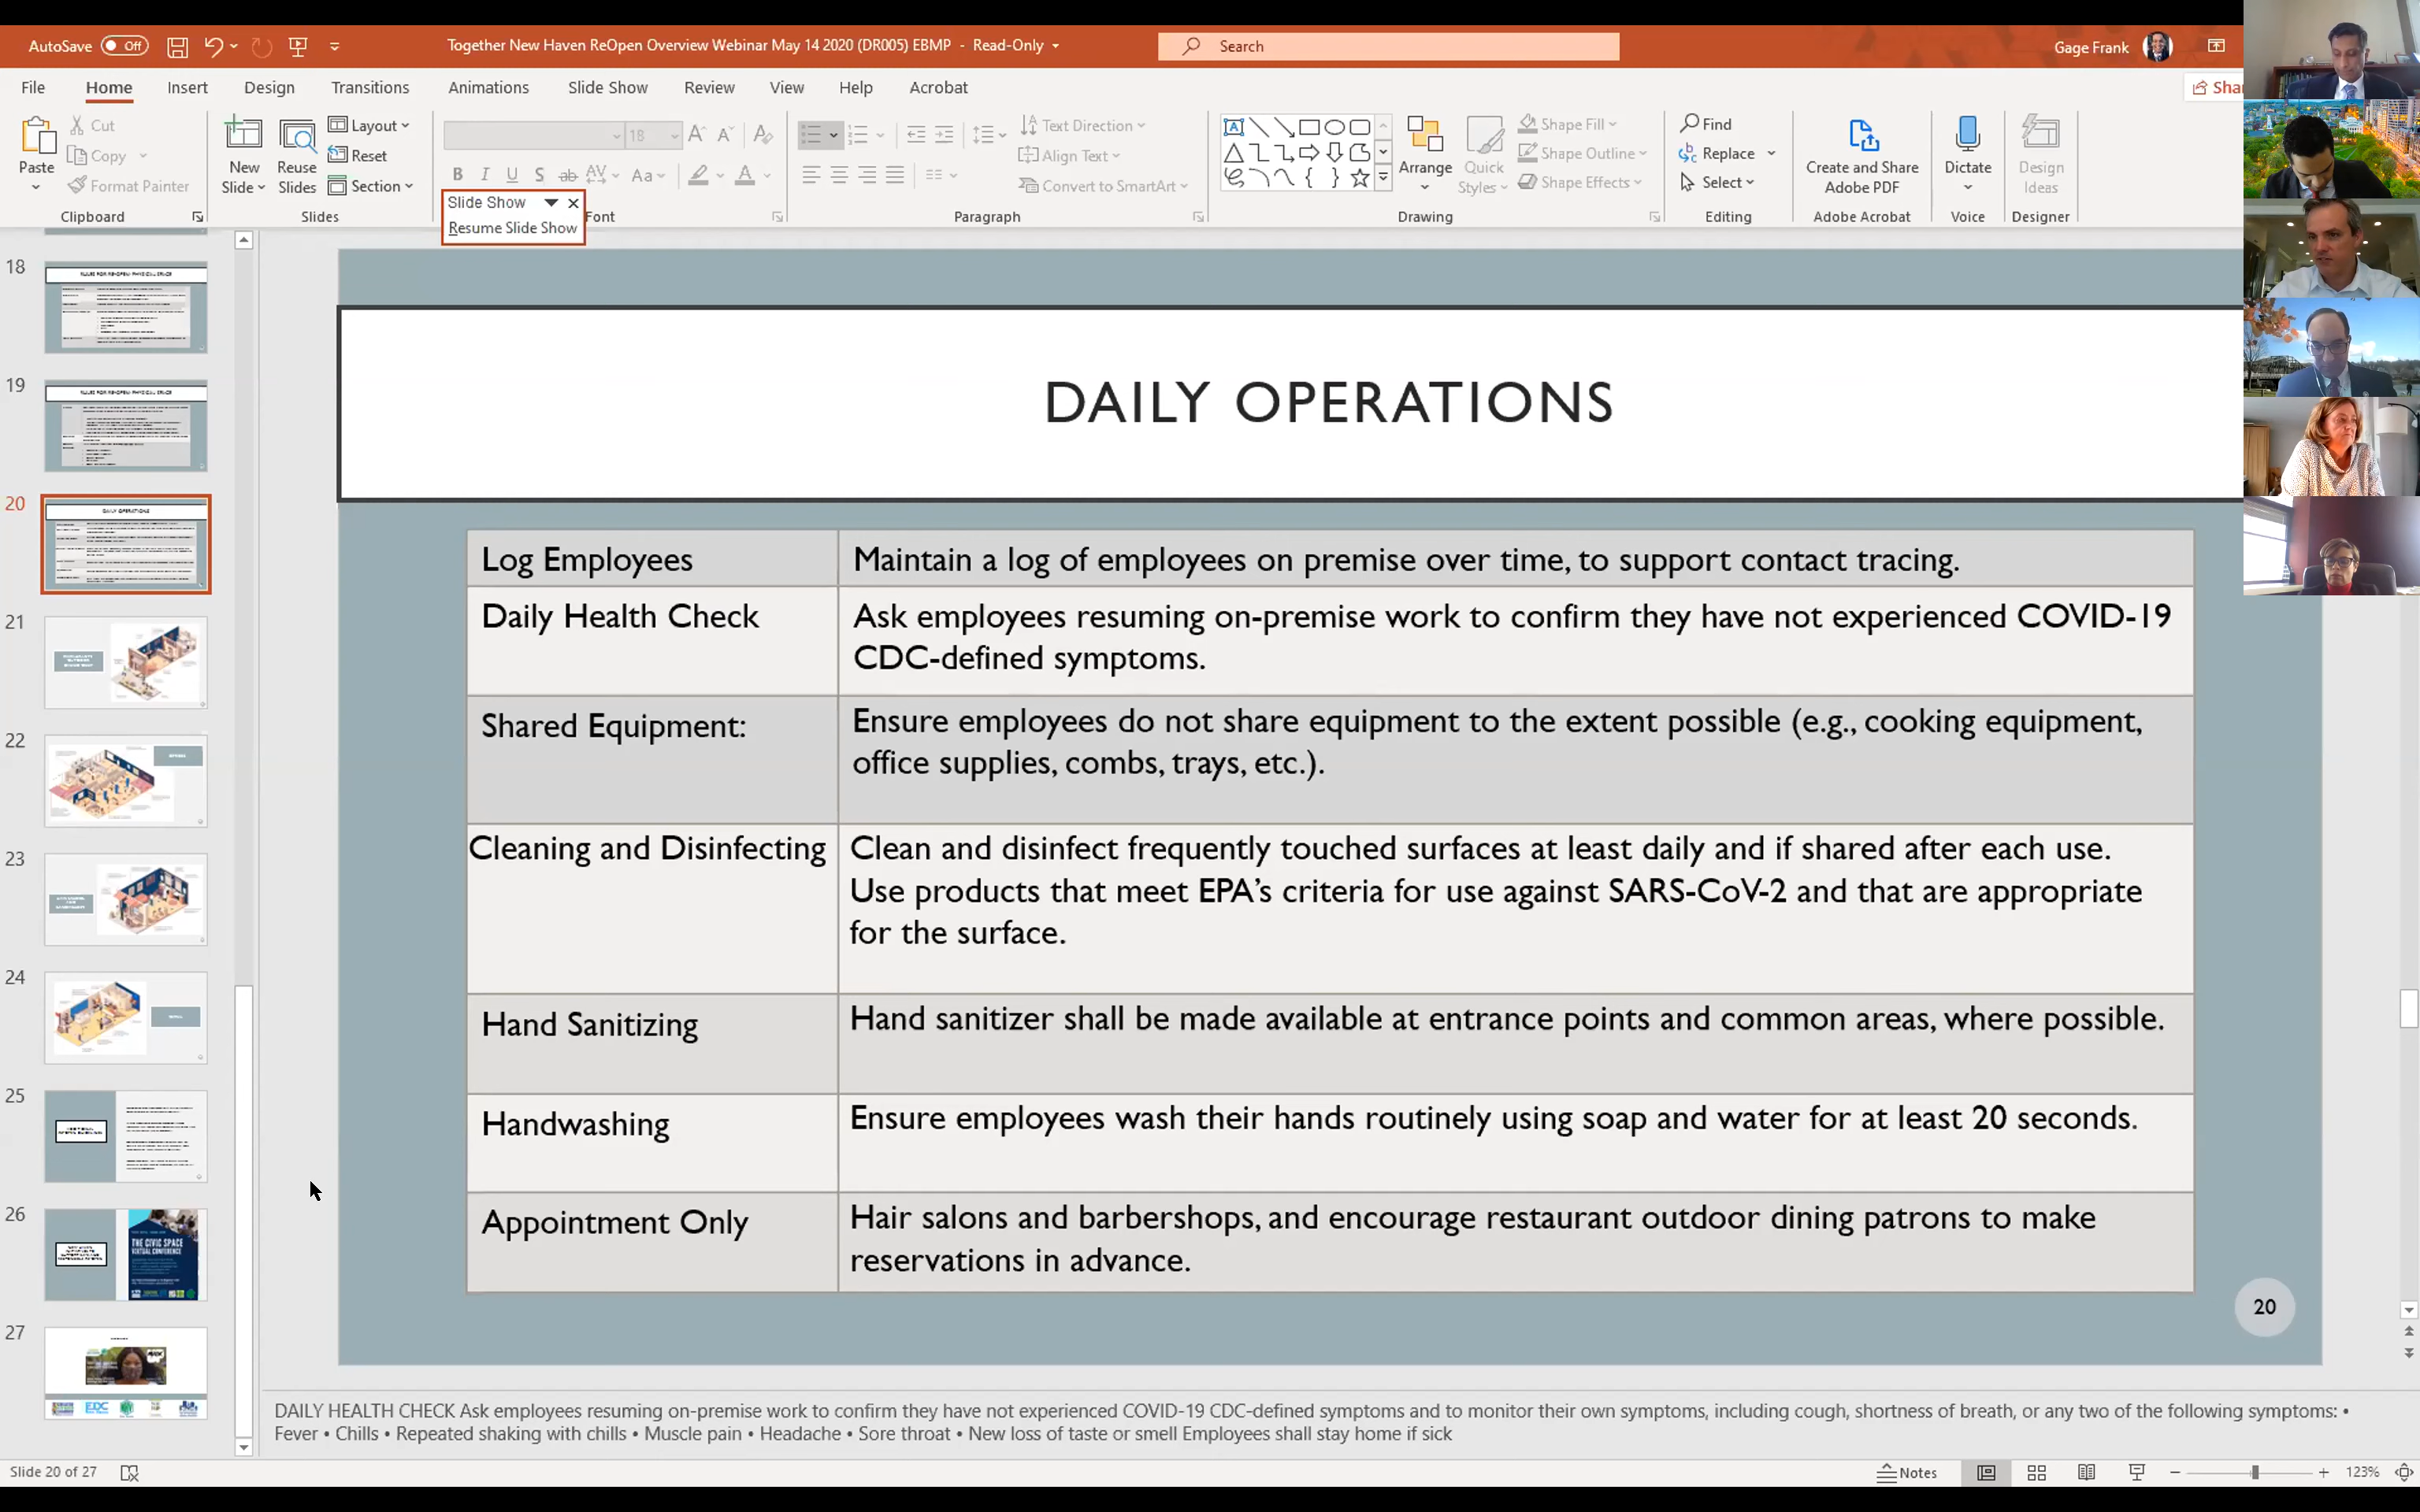 AutoSave Off
Together New Haven ReOpen Overview Webinar May 14 2020 (DR005) EBMP - Read-Only
Search
Gage Frank
File Home Insert Design Transitions Animations Slide Show Review View Help Acrobat
Paste
Cut
Copy
Format Painter
Clipboard
New Slide
Reuse Slides
Layout
Reset
Section
Slides
18
B I U S ab AV Aa A
Font
Slide Show
Resume Slide Show
Text Direction
Align Text
Convert to SmartArt
Paragraph
Arrange
Quick Styles
Shape Fill
Shape Outline
Shape Effects
Drawing
Find
Replace
Select
Editing
Create and Share
Adobe PDF
Adobe Acrobat
Dictate
Voice
Design
Ideas
Designer
18
19
20
DAILY OPERATIONS
21
22
23
24
25
26
THE CIVIC SPACE
VIRTUAL CONFERENCE
27
EDC
DAILY OPERATIONS
Log Employees
Maintain a log of employees on premise over time, to support contact tracing.
Daily Health Check
Ask employees resuming on-premise work to confirm they have not experienced COVID-19
CDC-defined symptoms.
Shared Equipment:
Ensure employees do not share equipment to the extent possible (e.g., cooking equipment,
office supplies, combs, trays, etc.).
Cleaning and Disinfecting
Clean and disinfect frequently touched surfaces at least daily and if shared after each use.
Use products that meet EPA’s criteria for use against SARS-CoV-2 and that are appropriate
for the surface.
Hand Sanitizing
Hand sanitizer shall be made available at entrance points and common areas, where possible.
Handwashing
Ensure employees wash their hands routinely using soap and water for at least 20 seconds.
Appointment Only
Hair salons and barbershops, and encourage restaurant outdoor dining patrons to make
reservations in advance.
20
DAILY HEALTH CHECK Ask employees resuming on-premise work to confirm they have not experienced COVID-19 CDC-defined symptoms and to monitor their own symptoms, including cough, shortness of breath, or any two of the following symptoms: •
Fever • Chills • Repeated shaking with chills • Muscle pain • Headache • Sore throat • New loss of taste or smell Employees shall stay home if sick
Slide 20 of 27
Notes
123%